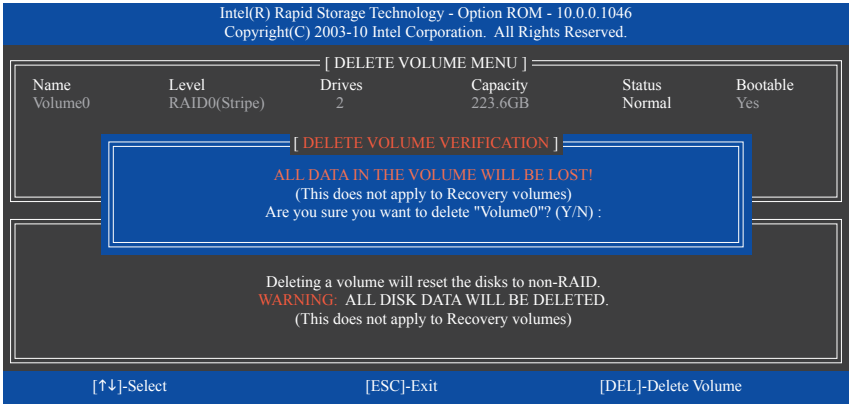 Intel(R) Rapid Storage Technology - Option ROM - 10.0.0.1046
Copyright(C) 2003-10 Intel Corporation. All Rights Reserved.
[ DELETE VOLUME MENU ]
Name Level Drives Capacity Status Bootable
Volume0 RAID0(Stripe) 2 223.6GB Normal Yes
[ DELETE VOLUME VERIFICATION ]
ALL DATA IN THE VOLUME WILL BE LOST!
(This does not apply to Recovery volumes)
Are you sure you want to delete "Volume0"? (Y/N) :
Deleting a volume will reset the disks to non-RAID.
WARNING: ALL DISK DATA WILL BE DELETED.
(This does not apply to Recovery volumes)
[↑↓]-Select [ESC]-Exit [DEL]-Delete Volume